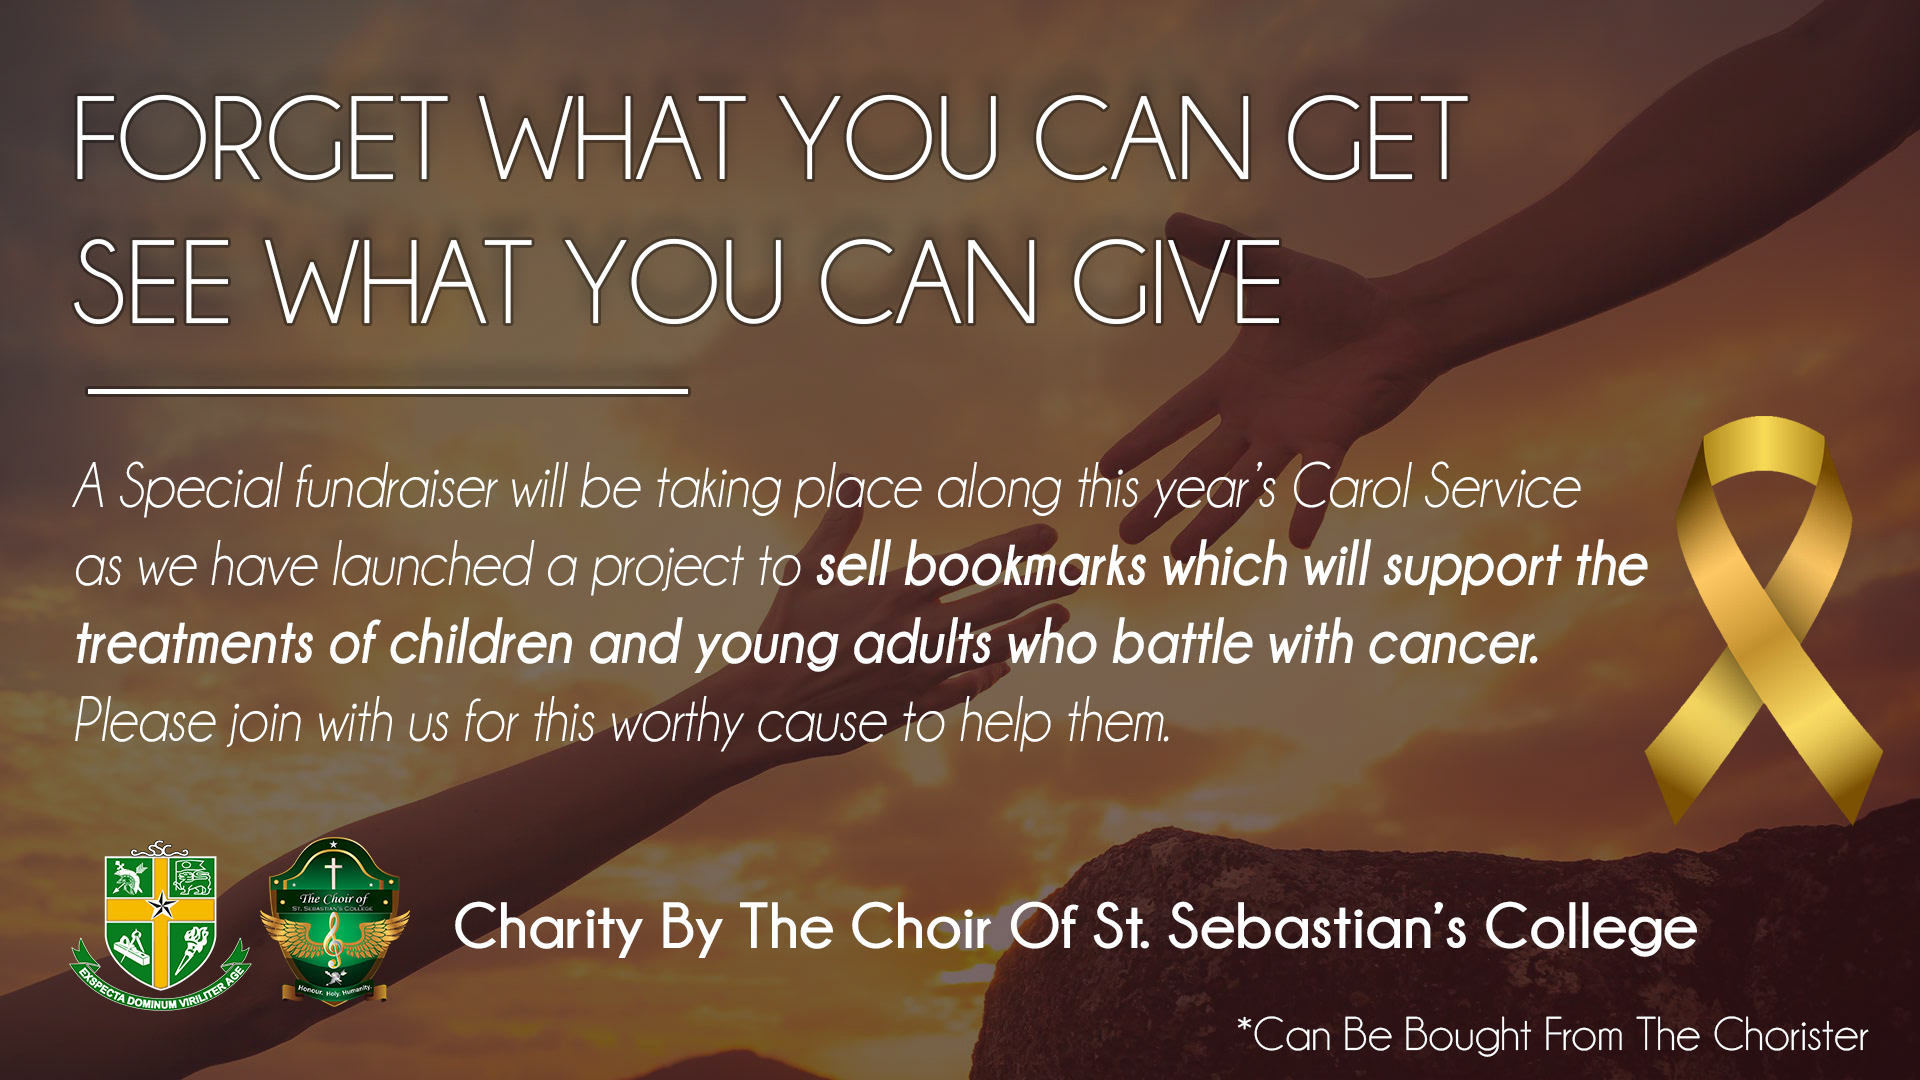 FORGET WHAT YOU CAN GET
SEE WHAT YOU CAN GIVE
A Special fundraiser will be taking place along this year's Carol Service
as we have launched a project to sell bookmarks which will support the
treatments of children and young adults who battle with cancer.
Please join with us for this worthy cause to help them.
SSC
EXSPECTA DOMINUM VIRILITER AGE
The Choir of
ST. SEBASTIAN'S COLLEGE
Honour. Holy. Humanity.
Charity By The Choir Of St. Sebastian's College
*Can Be Bought From The Chorister